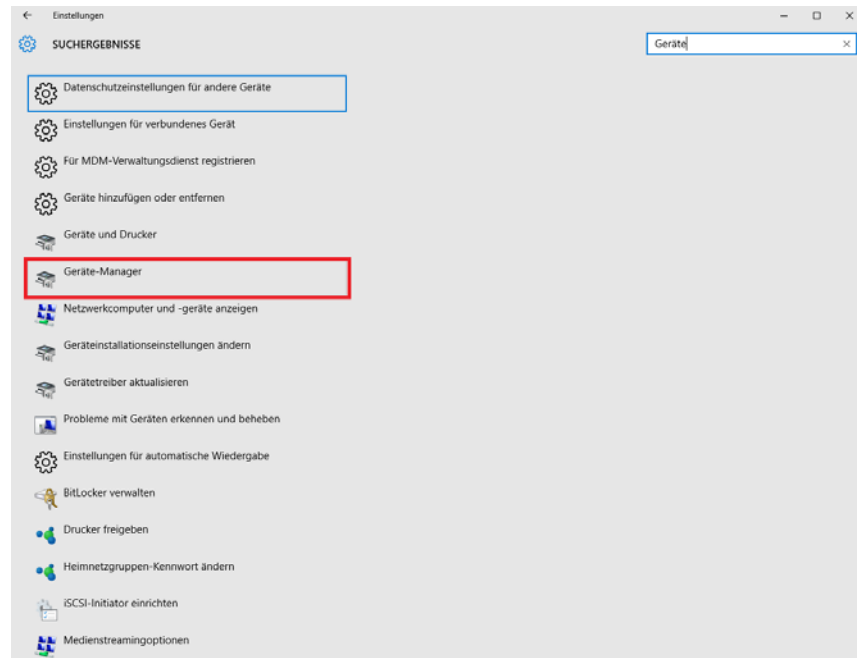 Einstellungen
SUCHERGEBNISSE
Geräte
Datenschutzeinstellungen für andere Geräte
Einstellungen für verbundenes Gerät
Für MDM-Verwaltungsdienst registrieren
Geräte hinzufügen oder entfernen
Geräte und Drucker
Geräte-Manager
Netzwerkcomputer und -geräte anzeigen
Geräteinstallationseinstellungen ändern
Gerätetreiber aktualisieren
Probleme mit Geräten erkennen und beheben
Einstellungen für automatische Wiedergabe
BitLocker verwalten
Drucker freigeben
Heimnetzgruppen-Kennwort ändern
iSCSI-Initiator einrichten
Medienstreamingoptionen